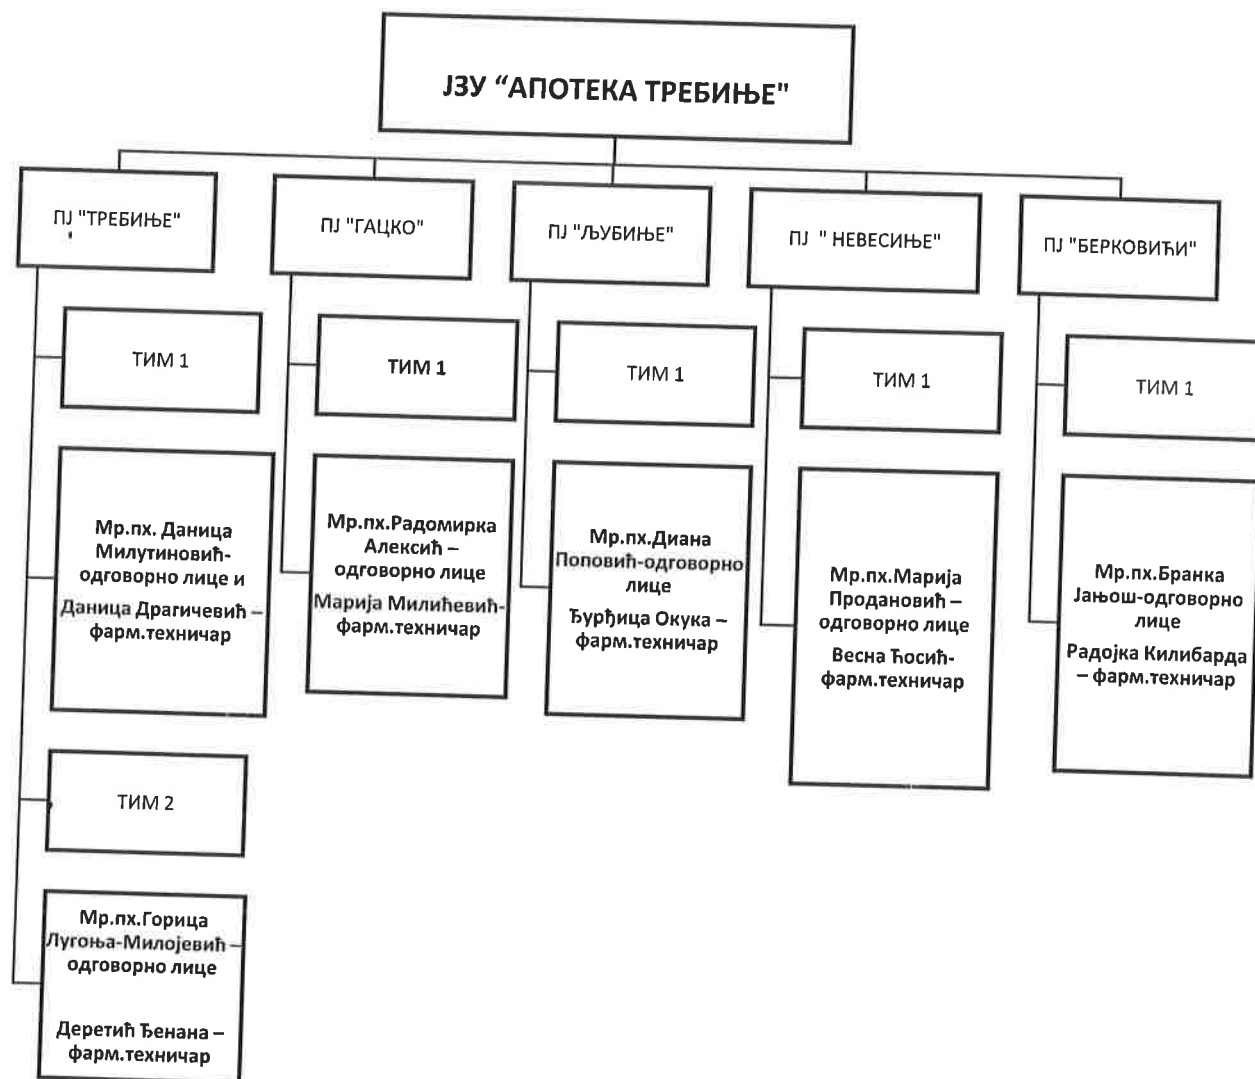 ЈЗУ “АПОТЕКА ТРЕБИЊЕ"
ПЈ "ТРЕБИЊЕ"
ПЈ "ГАЦКО"
ПЈ "ЉУБИЊЕ"
ПЈ " НЕВЕСИЊЕ"
ПЈ "БЕРКОВИЋИ"
ТИМ 1
ТИМ 1
ТИМ 1
ТИМ 1
ТИМ 1
Мр.пх. Даница
Милутиновић-
одговорно лице и
Даница Драгичевић –
фарм.техничар
Мр.пх.Радомирка
Алексић –
одговорно лице
Марија Милићевић-
фарм.техничар
Мр.пх.Диана
Поповић-одговорно
лице
Ђурђица Окука –
фарм.техничар
Мр.пх.Марија
Продановић –
одговорно лице
Весна Ћосић-
фарм.техничар
Мр.пх.Бранка
Јањош-одговорно
лице
Радојка Килибарда
– фарм.техничар
ТИМ 2
Мр.пх.Горица
Лугоња-Милојевић –
одговорно лице
Деретић Ђенана –
фарм.техничар